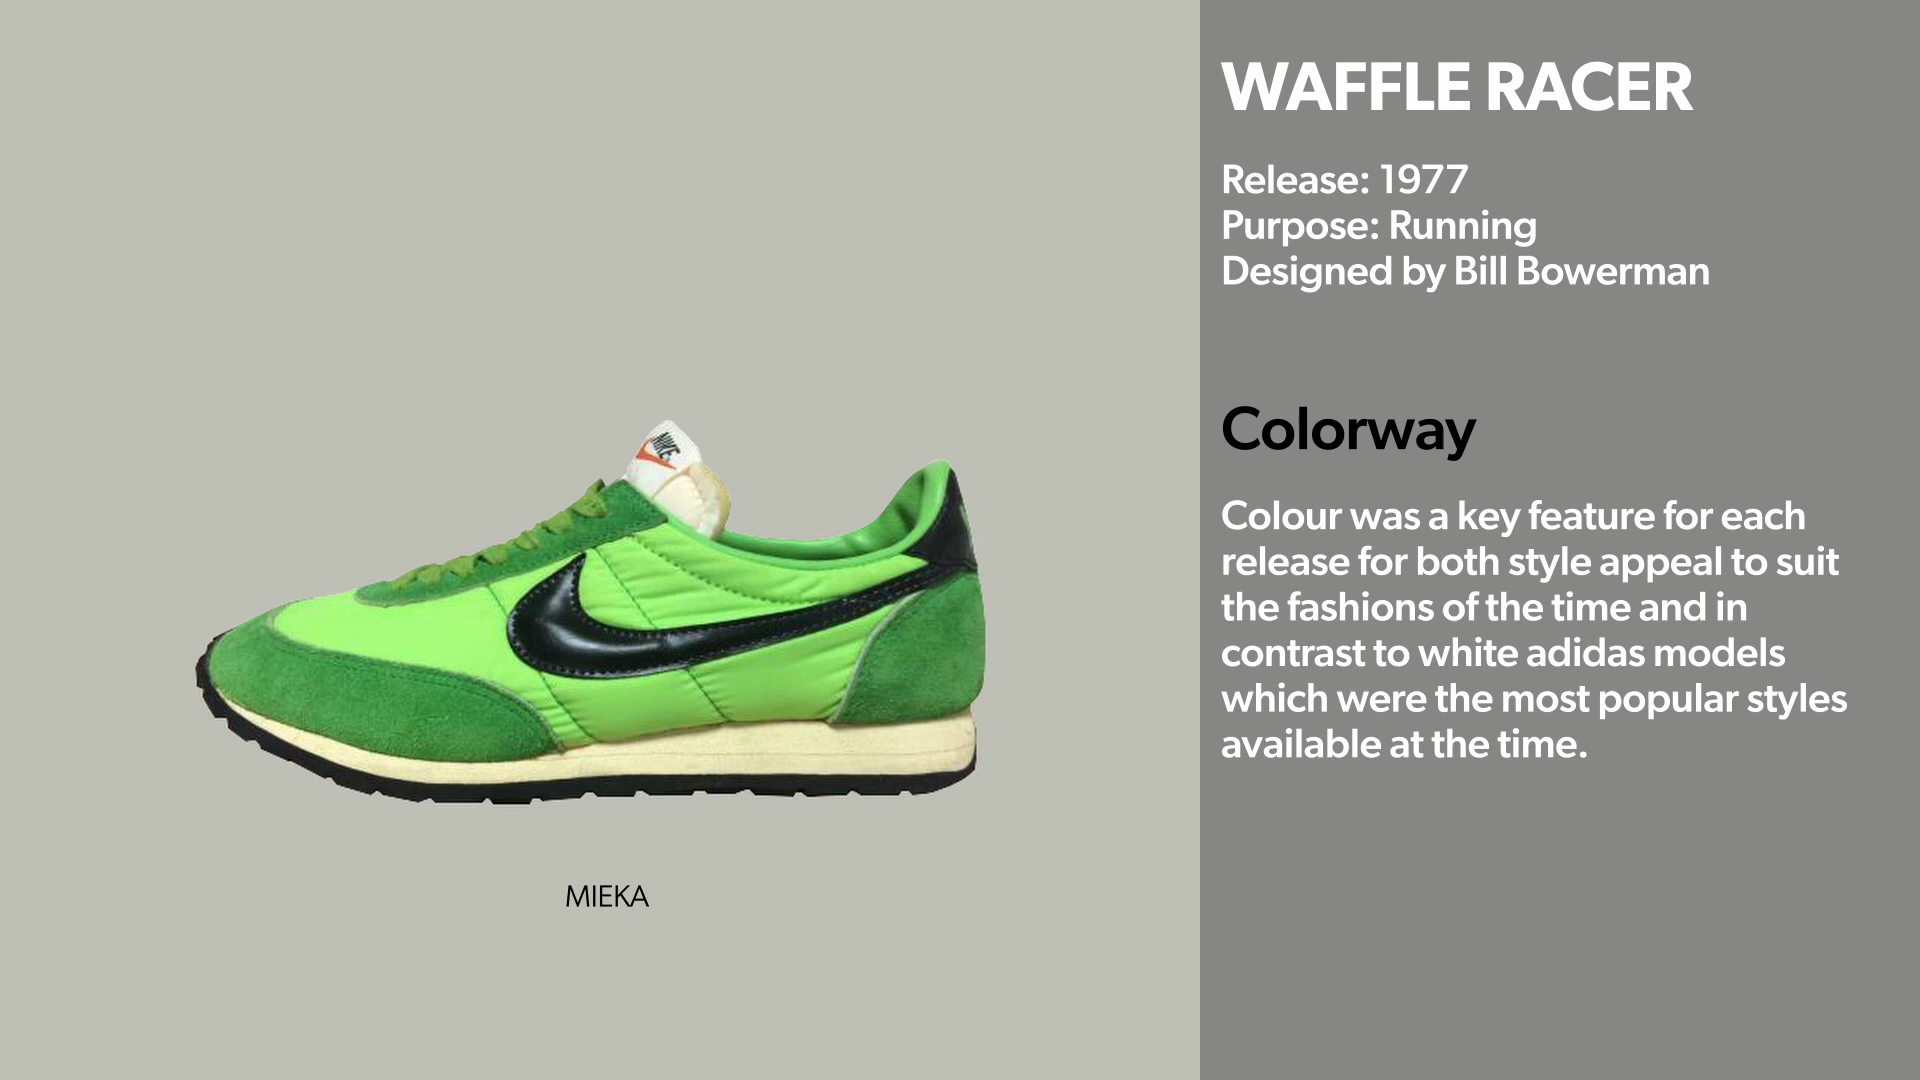 WAFFLE RACER
Release: 1977
Purpose: Running
Designed by Bill Bowerman
Colorway
Colour was a key feature for each
release for both style appeal to suit
the fashions of the time and in
contrast to white adidas models
which were the most popular styles
available at the time.
NIKE
MIEKA